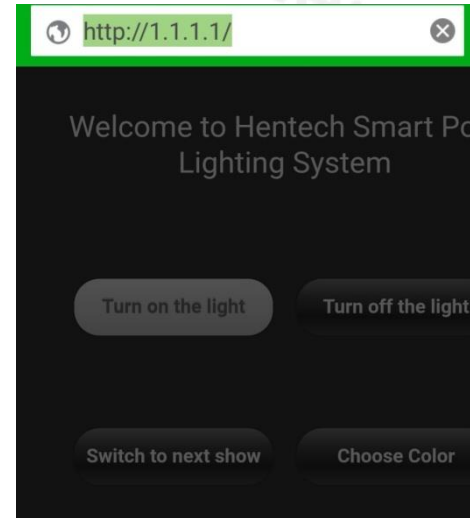 http://1.1.1.1/
Welcome to Hentech Smart Po
Lighting System
Turn on the light
Turn off the light
Switch to next show
Choose Color